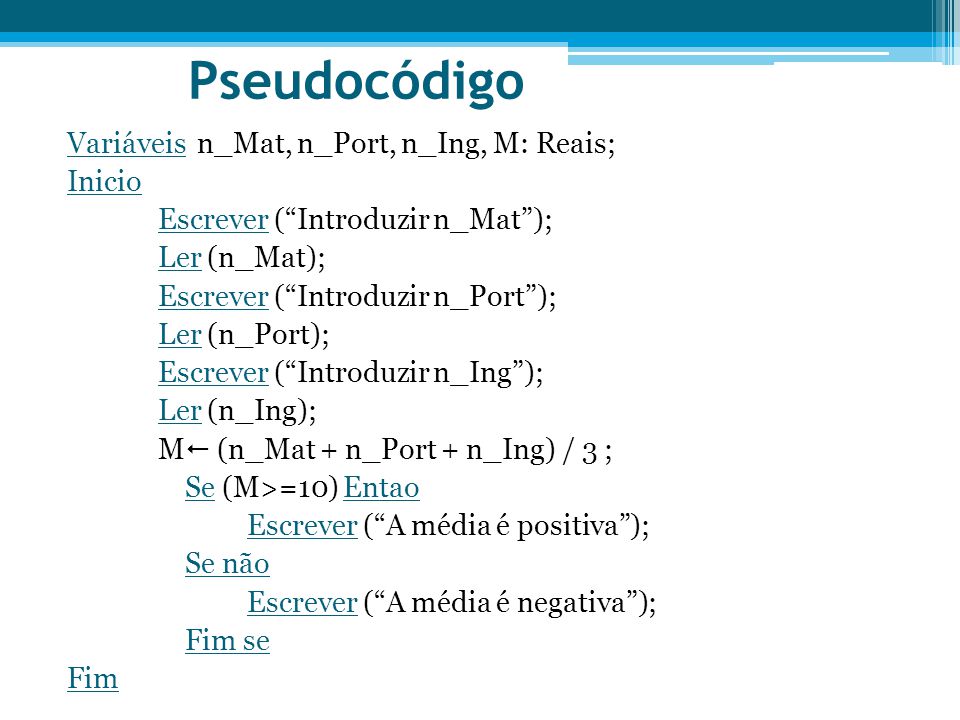 Pseudocódigo
Variáveis n_Mat, n_Port, n_Ing, M: Reais;
Inicio
Escrever (“Introduzir n_Mat”);
Ler (n_Mat);
Escrever (“Introduzir n_Port”);
Ler (n_Port);
Escrever (“Introduzir n_Ing”);
Ler (n_Ing);
M← (n_Mat + n_Port + n_Ing) / 3 ;
Se (M>=10) Entao
Escrever (“A média é positiva”);
Se não
Escrever (“A média é negativa”);
Fim se
Fim